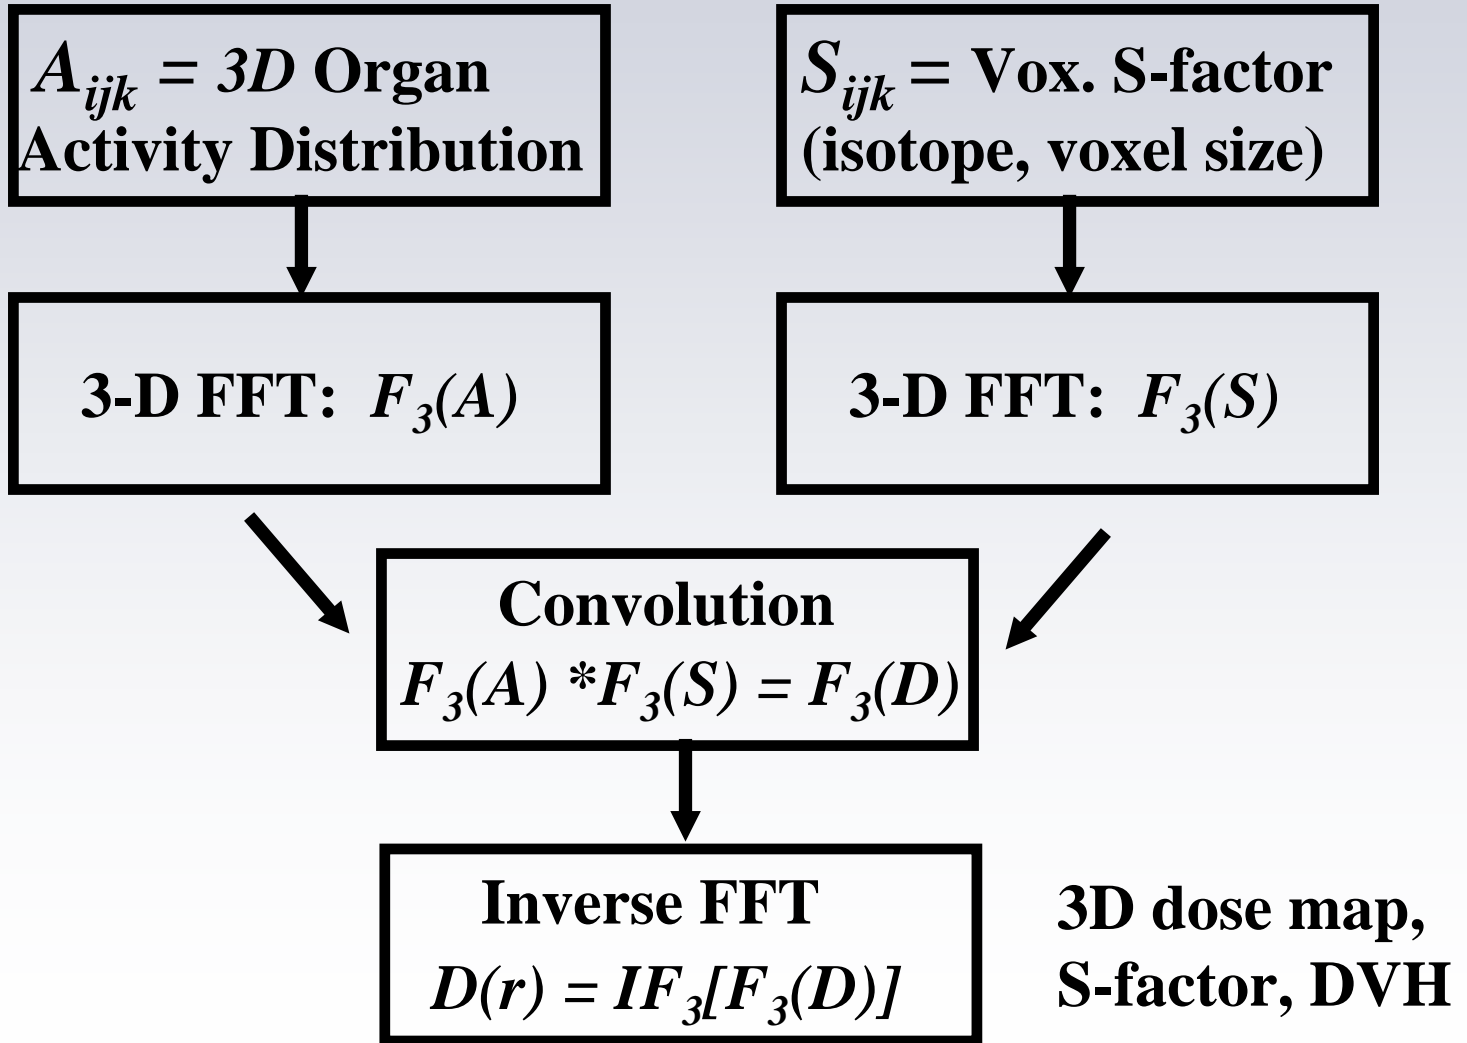 A_ijk = 3D Organ
Activity Distribution
S_ijk = Vox. S-factor
(isotope, voxel size)
3-D FFT: F_3(A)
3-D FFT: F_3(S)
Convolution
F_3(A) *F_3(S) = F_3(D)
Inverse FFT
D(r) = IF_3[F_3(D)]
3D dose map,
S-factor, DVH